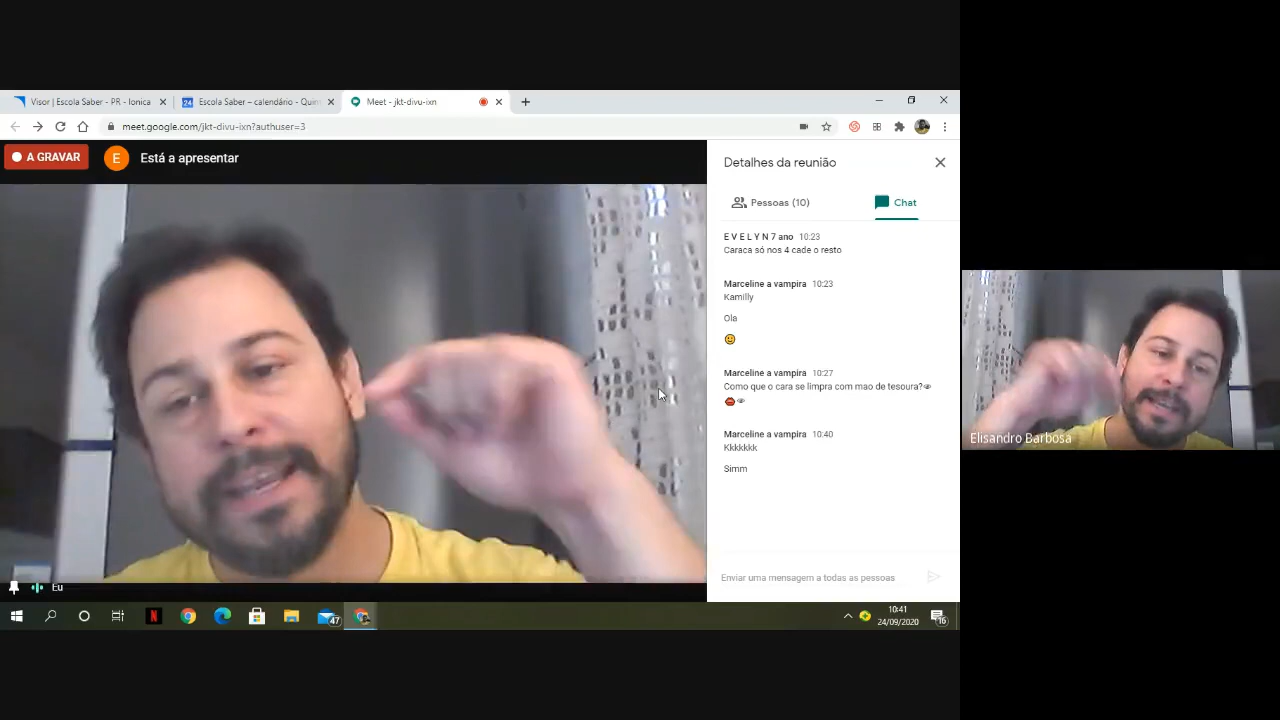 Visor | Escola Saber - PR - Ionica
Escola Saber – calendário - Quin
Meet - jkt-divu-ixn
meet.google.com/jkt-divu-ixn?authuser=3
A GRAVAR
E
Está a apresentar
Detalhes da reunião
Pessoas (10)
Chat
E V E L Y N 7 ano 10:23
Caraca só nos 4 cade o resto
Marceline a vampira 10:23
Kamilly
Ola
Marceline a vampira 10:27
Como que o cara se limpra com mao de tesoura?
Marceline a vampira 10:40
Kkkkkkk
Simm
Enviar uma mensagem a todas as pessoas
Eu
Elisandro Barbosa
24
N
47
10:41
24/09/2020
16